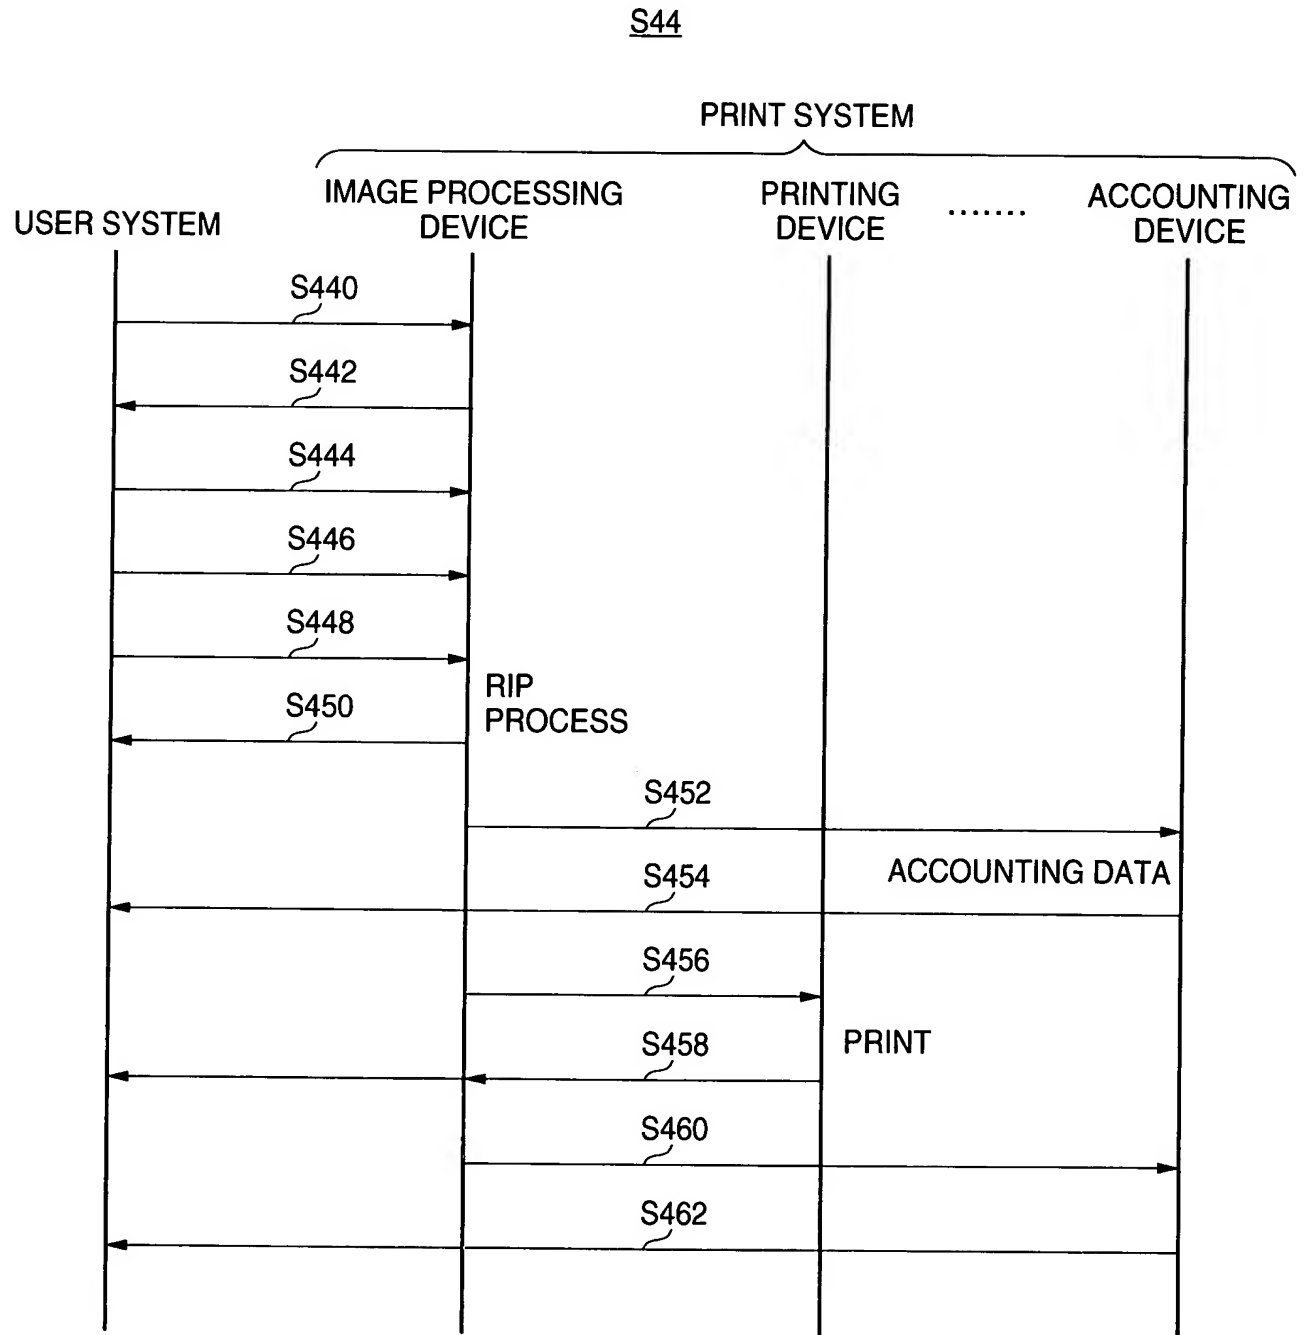 S44
PRINT SYSTEM
USER SYSTEM
IMAGE PROCESSING
DEVICE
PRINTING
DEVICE
.......
ACCOUNTING
DEVICE
S440
S442
S444
S446
S448
RIP
PROCESS
S450
S452
ACCOUNTING DATA
S454
S456
PRINT
S458
S460
S462